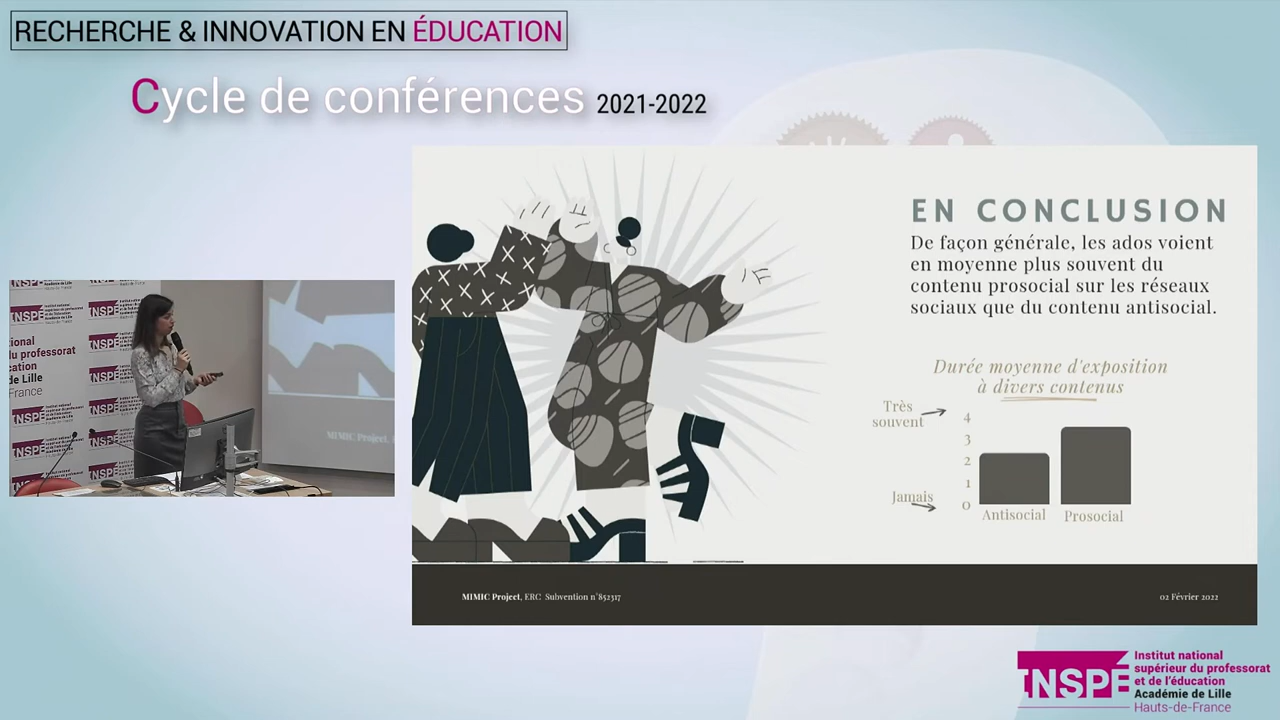 RECHERCHE & INNOVATION EN ÉDUCATION
Cycle de conférences 2021-2022
EN CONCLUSION
De façon générale, les ados voient
en moyenne plus souvent du
contenu prosocial sur les réseaux
sociaux que du contenu antisocial.
Durée moyenne d'exposition
à divers contenus
Très
souvent
4
3
2
1
0
Jamais
Antisocial
Prosocial
MIMIC Project, ERC Subvention n°852317
02 Février 2022
MIMIC Project,
INSPÉ
Institut national
supérieur du professorat
et de l'éducation
Académie de Lille
Hauts-de-France